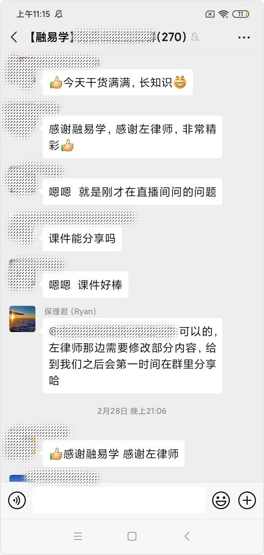 上午11:15
11
【融易学】
群(270)
👍今天干货满满，长知识😁
感谢融易学，感谢左律师，非常精
彩👍
嗯嗯 就是刚才在直播间问的问题
课件能分享吗
嗯嗯 课件好棒
保理君 (Ryan)
@ 可以的，
左律师那边需要修改部分内容，给
到我们之后会第一时间在群里分享
哈
2月28日 晚上21:06
👍感谢融易学 感谢左律师